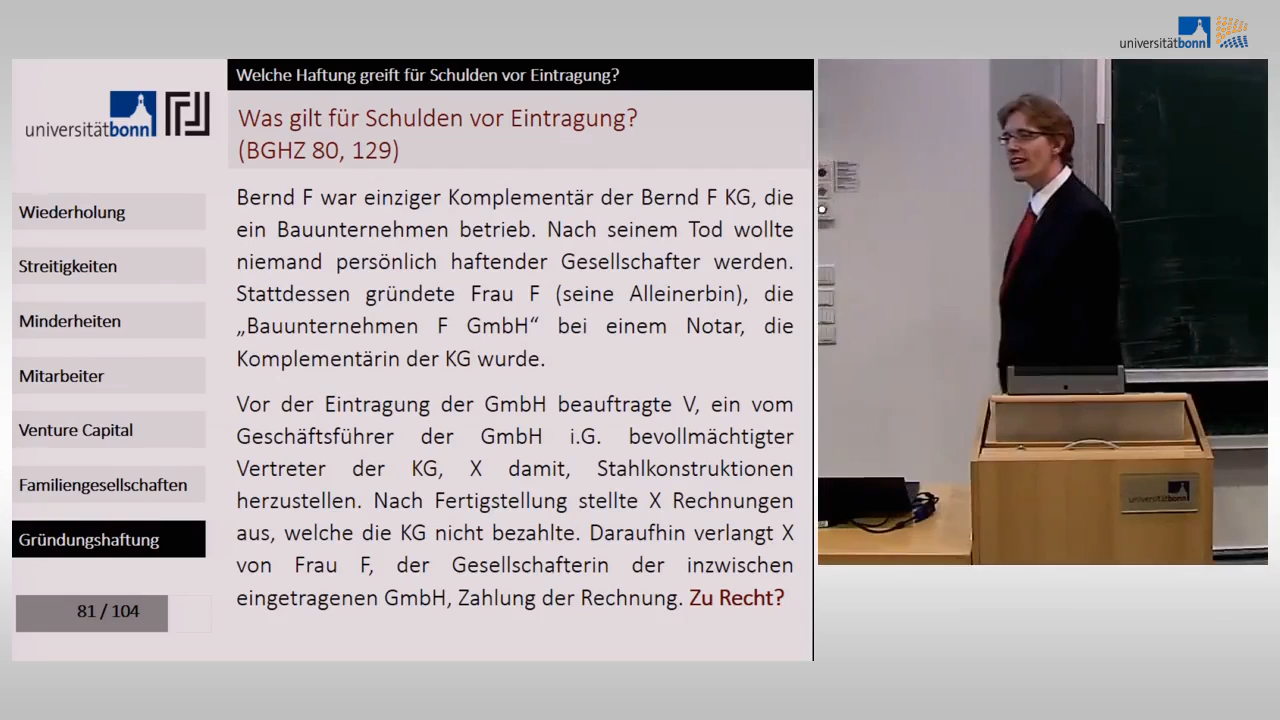 universitätbonn
Welche Haftung greift für Schulden vor Eintragung?
universitätbonn
Was gilt für Schulden vor Eintragung?
(BGHZ 80, 129)
Wiederholung
Streitigkeiten
Minderheiten
Mitarbeiter
Venture Capital
Familiengesellschaften
Gründungshaftung
81 / 104
Bernd F war einziger Komplementär der Bernd F KG, die
ein Bauunternehmen betrieb. Nach seinem Tod wollte
niemand persönlich haftender Gesellschafter werden.
Stattdessen gründete Frau F (seine Alleinerbin), die
„Bauunternehmen F GmbH“ bei einem Notar, die
Komplementärin der KG wurde.
Vor der Eintragung der GmbH beauftragte V, ein vom
Geschäftsführer der GmbH i.G. bevollmächtigter
Vertreter der KG, X damit, Stahlkonstruktionen
herzustellen. Nach Fertigstellung stellte X Rechnungen
aus, welche die KG nicht bezahlte. Daraufhin verlangt X
von Frau F, der Gesellschafterin der inzwischen
eingetragenen GmbH, Zahlung der Rechnung. Zu Recht?
universitätbonn